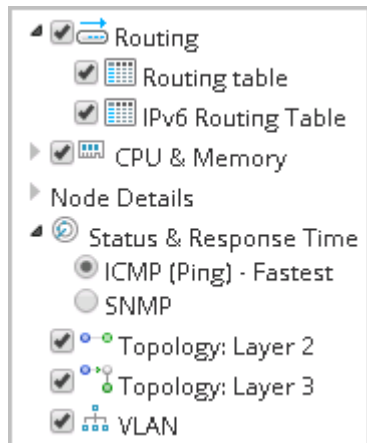 Routing
Routing table
IPv6 Routing Table
CPU & Memory
Node Details
Status & Response Time
ICMP (Ping) - Fastest
SNMP
Topology: Layer 2
Topology: Layer 3
VLAN